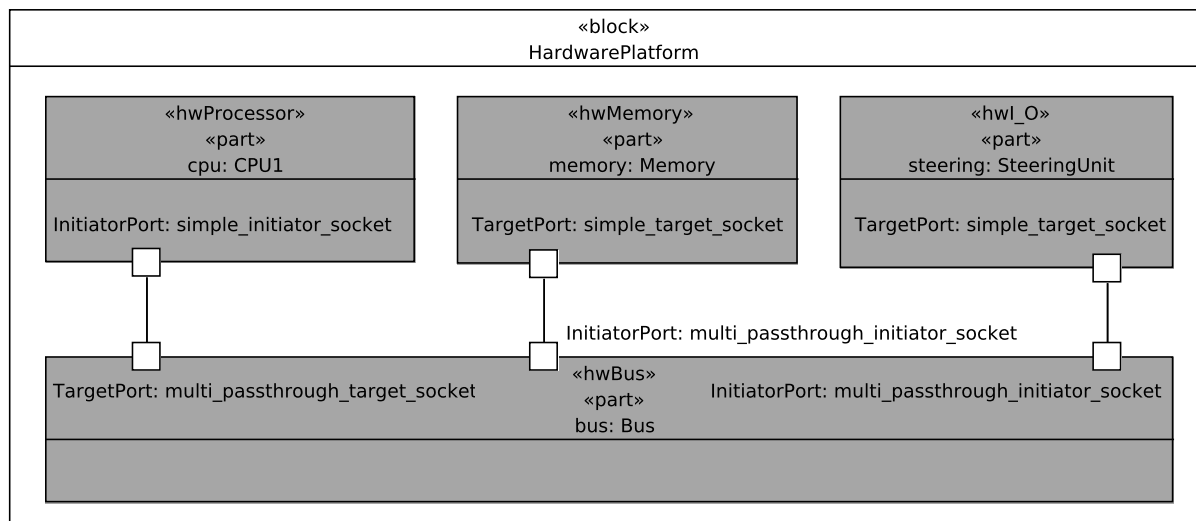 «block»
HardwarePlatform
«hwProcessor»
«part»
cpu: CPU1
InitiatorPort: simple_initiator_socket
«hwMemory»
«part»
memory: Memory
TargetPort: simple_target_socket
«hwI_O»
«part»
steering: SteeringUnit
TargetPort: simple_target_socket
InitiatorPort: multi_passthrough_initiator_socket
TargetPort: multi_passthrough_target_socket
«hwBus»
«part»
bus: Bus
InitiatorPort: multi_passthrough_initiator_socket